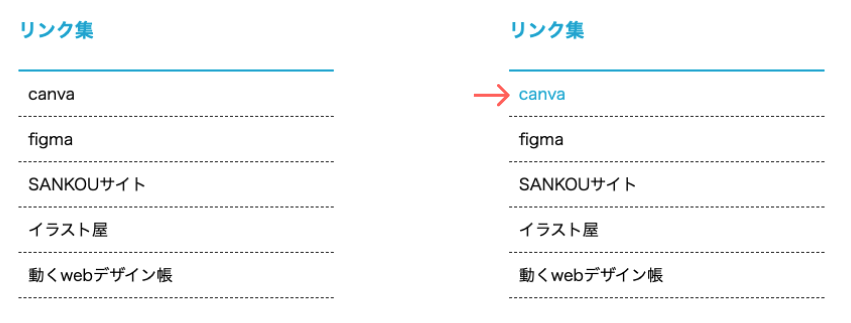 リンク集
canva
figma
SANKOUサイト
イラスト屋
動くwebデザイン帳
リンク集
canva
figma
SANKOUサイト
イラスト屋
動くwebデザイン帳